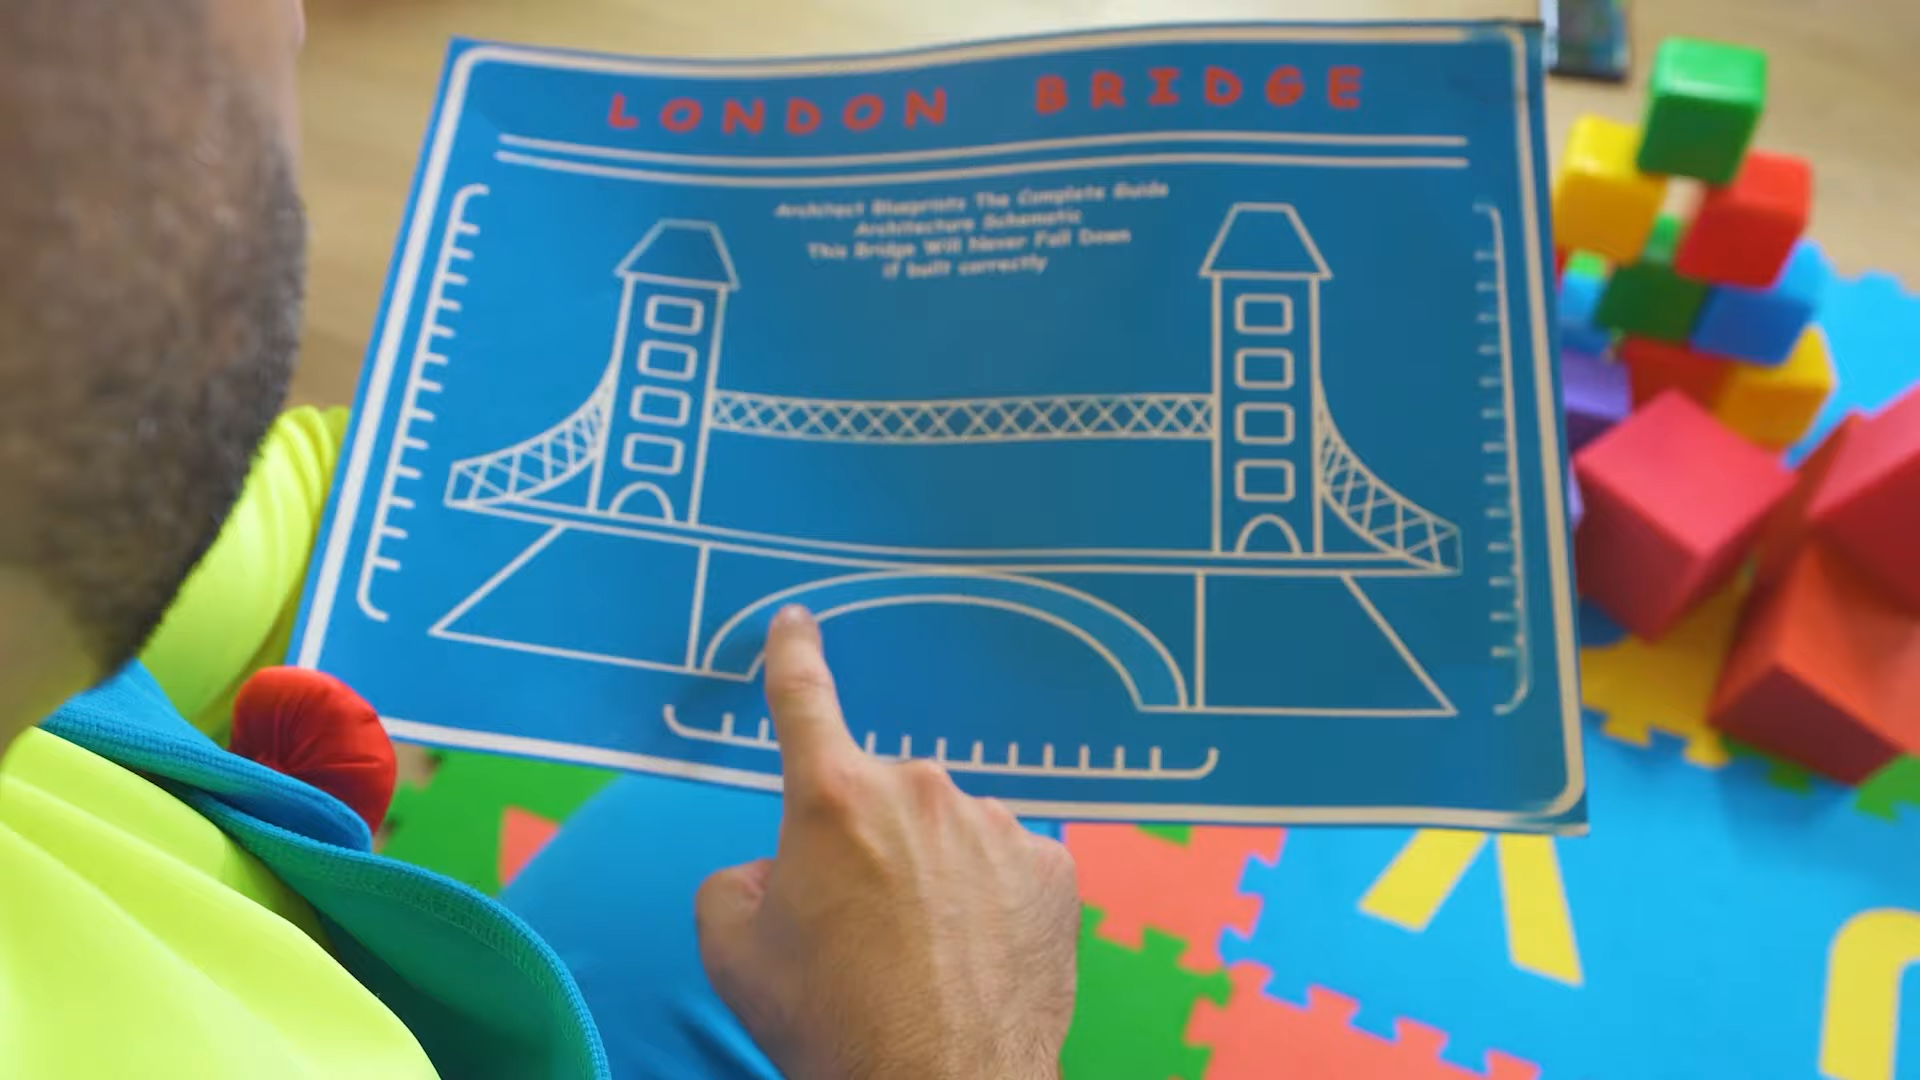 LONDON BRIDGE
Architect Blueprints The Complete Guide
Architecture Schematic
This Bridge Will Never Fall Down
if built correctly